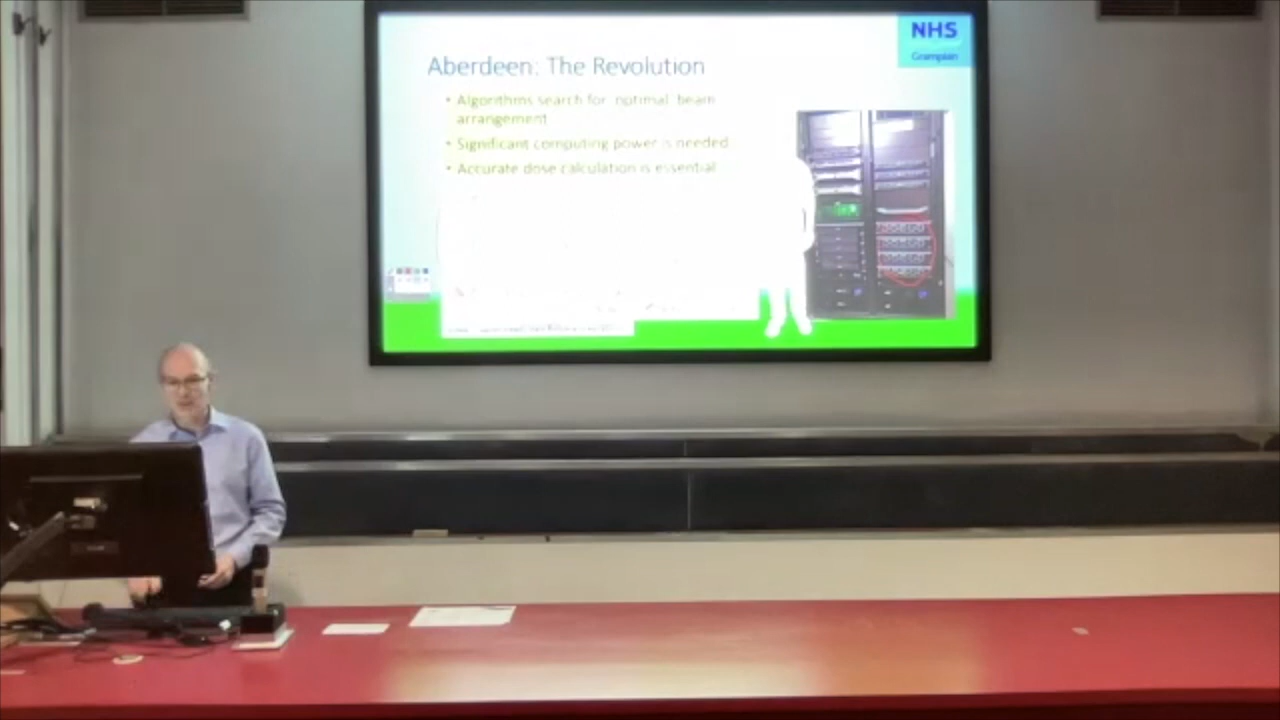 NHS
Grampian
Aberdeen: The Revolution
• Algorithms search for optimal beam
arrangement
• Significant computing power is needed
• Accurate dose calculation is essential